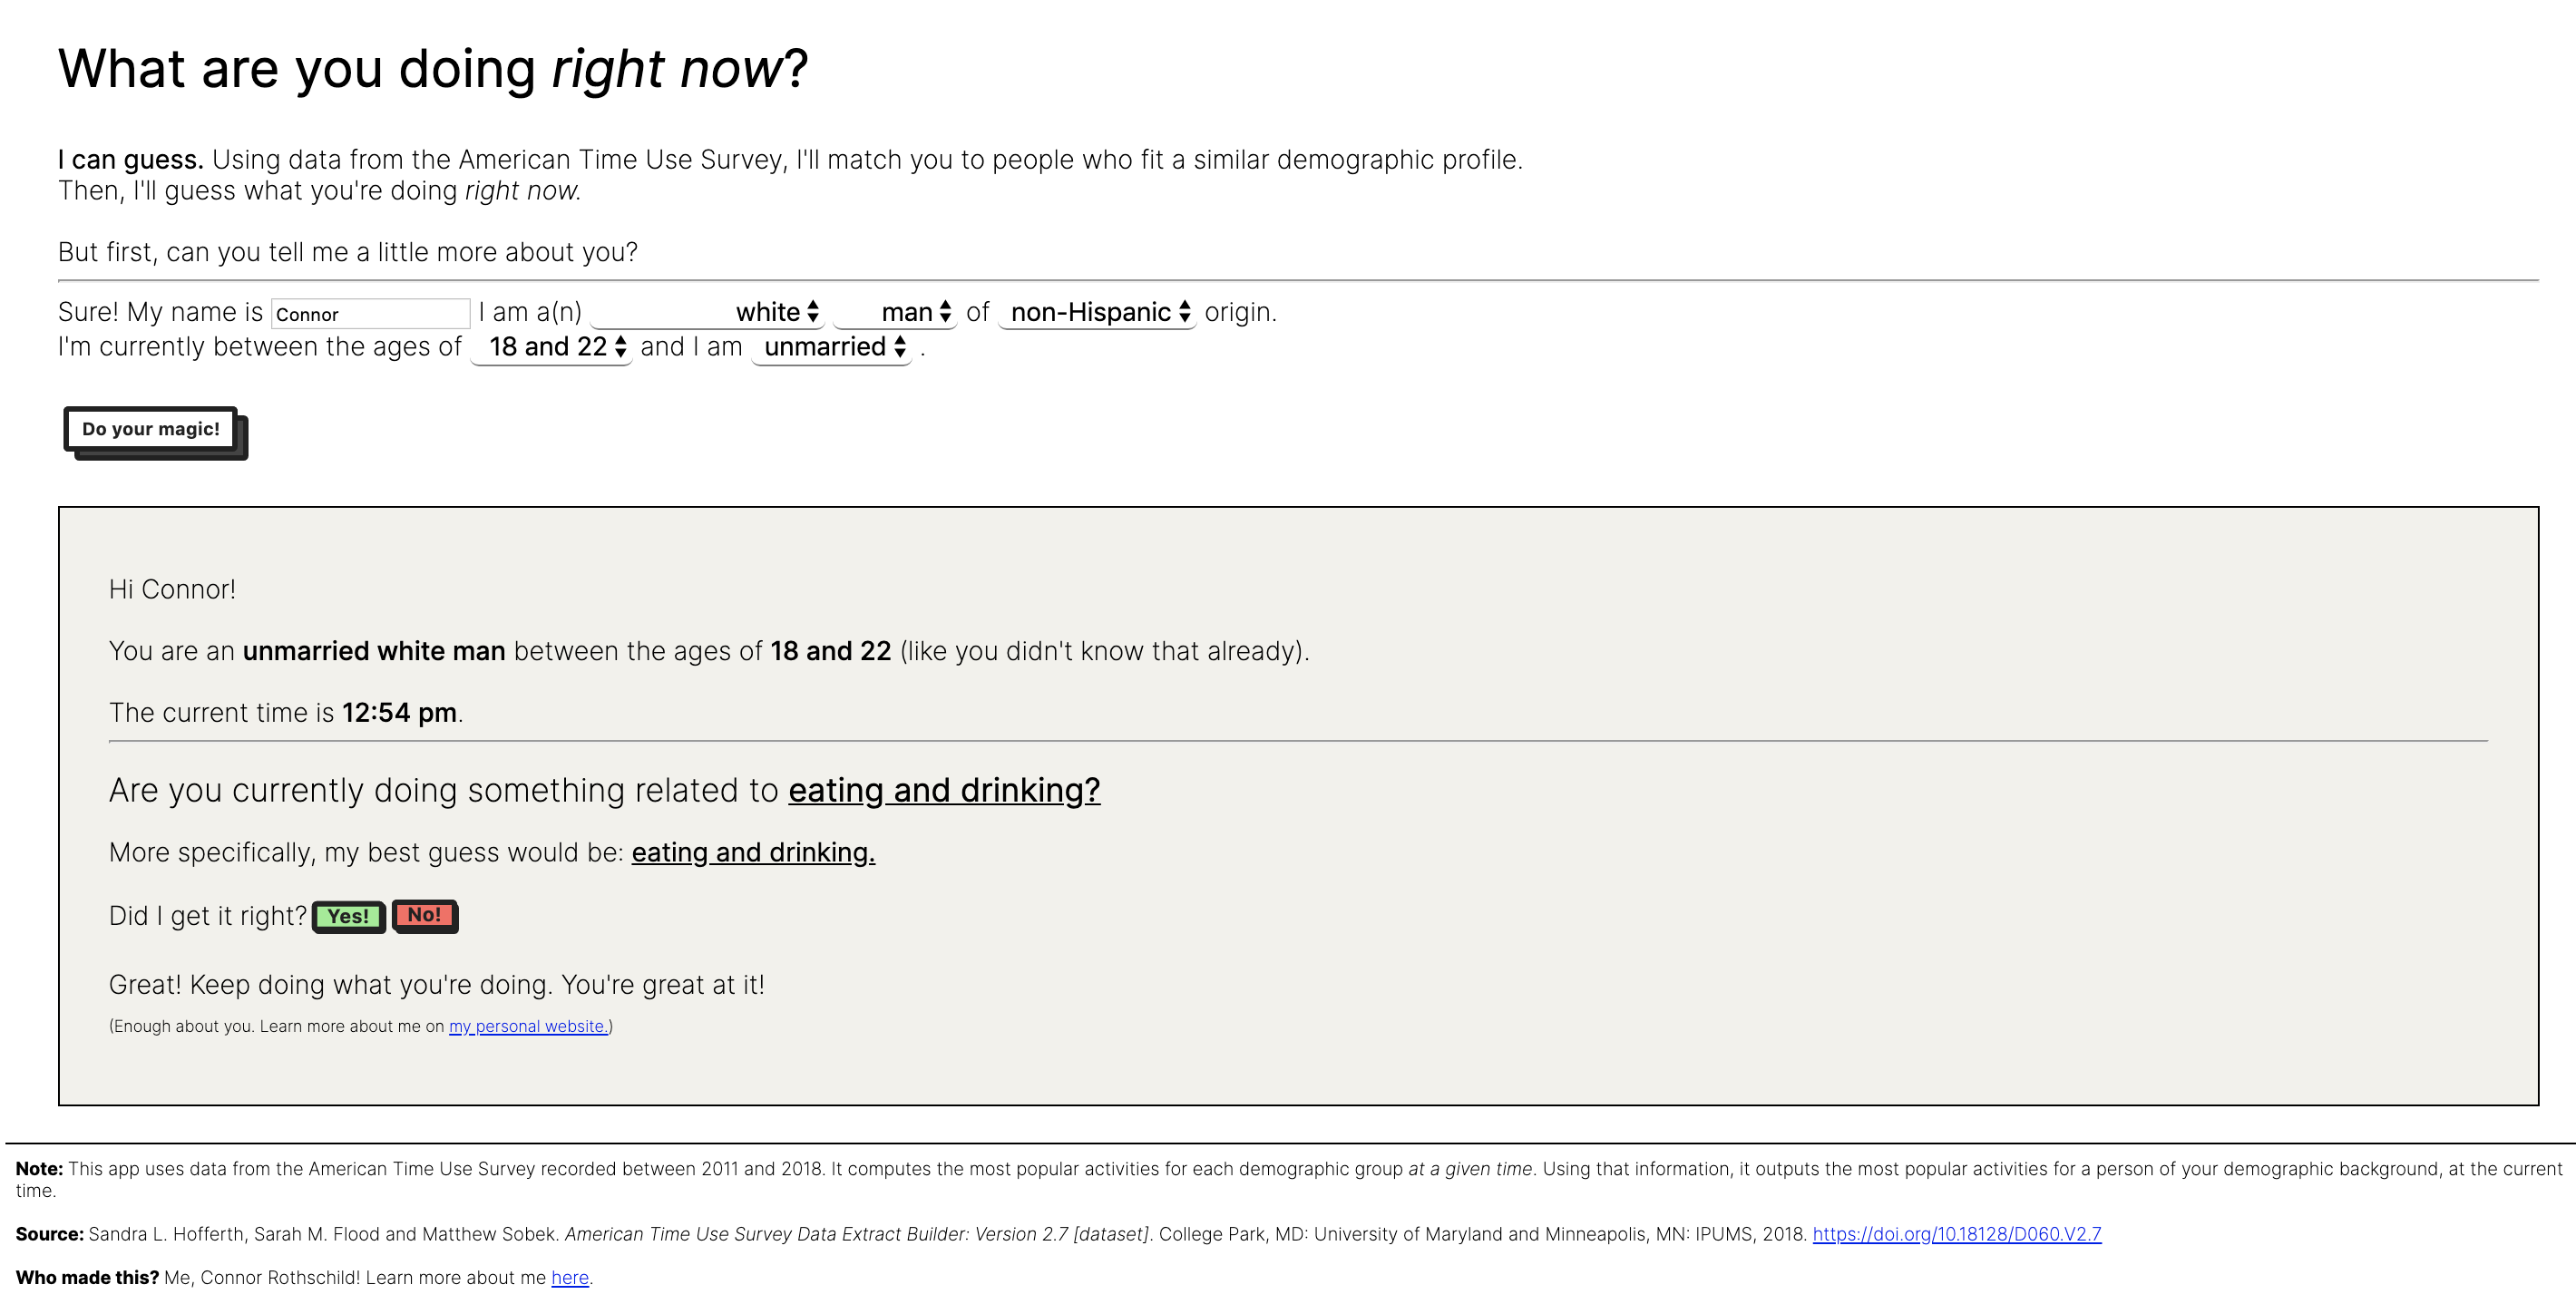 What are you doing right now?
I can guess. Using data from the American Time Use Survey, I'll match you to people who fit a similar demographic profile.
Then, I'll guess what you're doing right now.
But first, can you tell me a little more about you?
Sure! My name is Connor I am a(n) white man of non-Hispanic origin.
I'm currently between the ages of 18 and 22 and I am unmarried .
Do your magic!
Hi Connor!
You are an unmarried white man between the ages of 18 and 22 (like you didn't know that already).
The current time is 12:54 pm.
Are you currently doing something related to eating and drinking?
More specifically, my best guess would be: eating and drinking.
Did I get it right? Yes! No!
Great! Keep doing what you're doing. You're great at it!
(Enough about you. Learn more about me on my personal website.)
Note: This app uses data from the American Time Use Survey recorded between 2011 and 2018. It computes the most popular activities for each demographic group at a given time. Using that information, it outputs the most popular activities for a person of your demographic background, at the current
time.
Source: Sandra L. Hofferth, Sarah M. Flood and Matthew Sobek. American Time Use Survey Data Extract Builder: Version 2.7 [dataset]. College Park, MD: University of Maryland and Minneapolis, MN: IPUMS, 2018. https://doi.org/10.18128/D060.V2.7
Who made this? Me, Connor Rothschild! Learn more about me here.